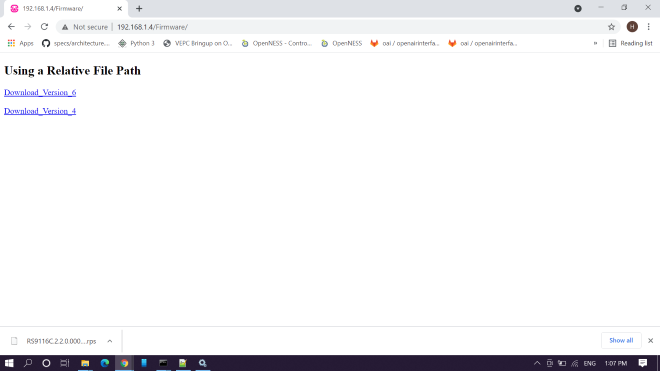 192.168.1.4/Firmware/
Not secure | 192.168.1.4/Firmware/
H
Apps specs/architecture... Python 3 VEPC Bringup on O... OpenNESS - Contro... OpenNESS oai / openairinterfa... oai / openairinterfa... » Reading list
Using a Relative File Path
Download_Version_6
Download_Version_4
RS9116C.2.2.0.000....rps Show all
ENG 1:07 PM